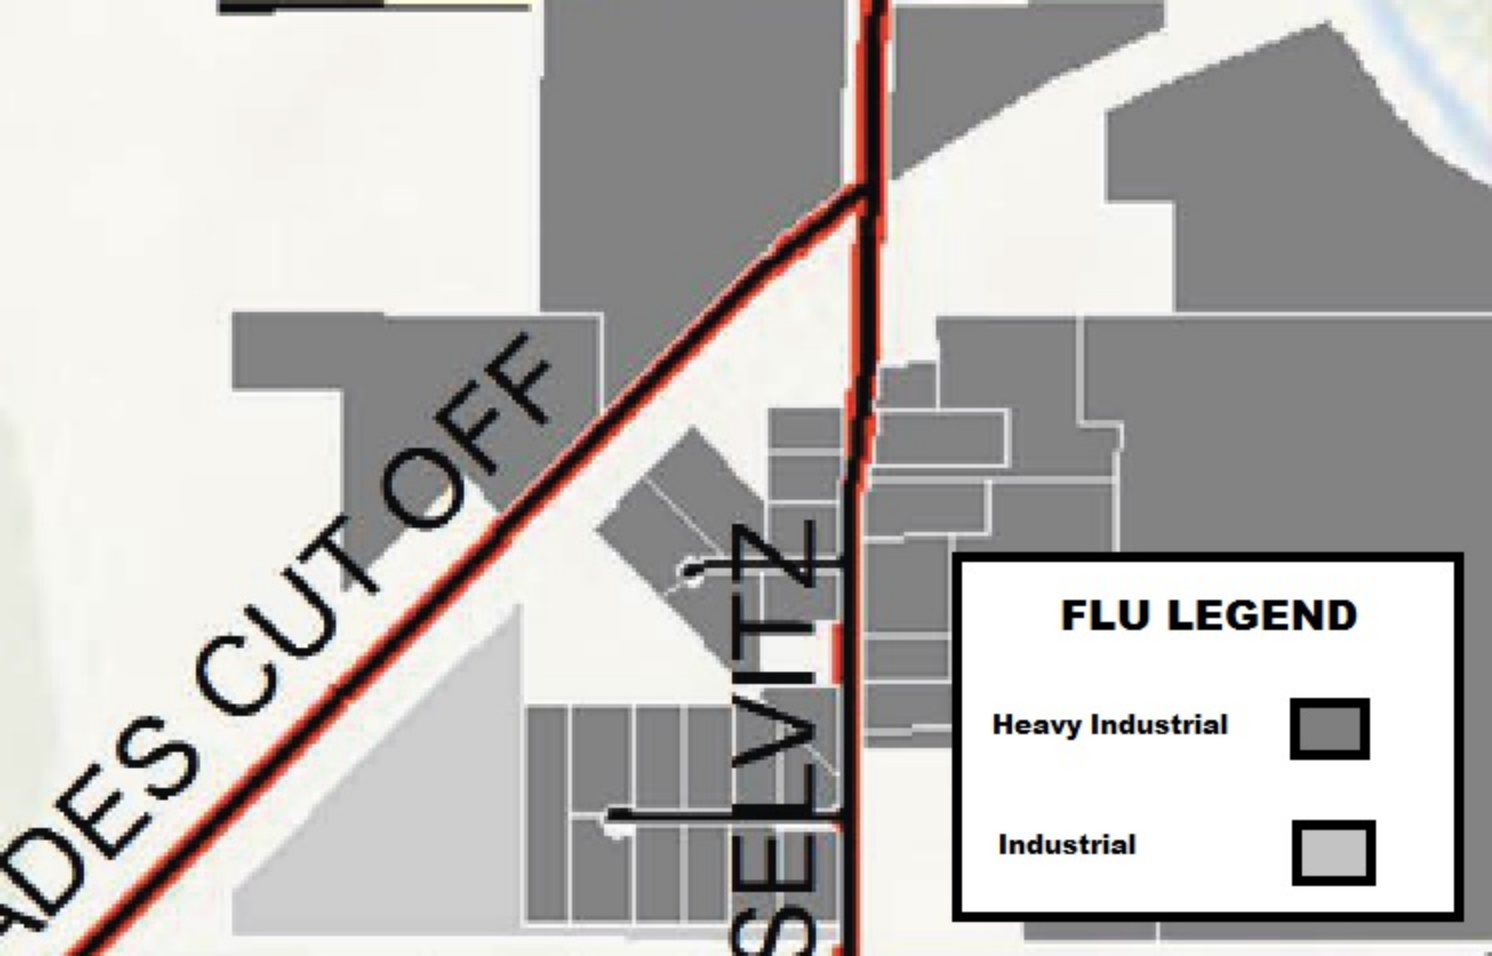 ADES CUT OFF
SELVITZ
FLU LEGEND
Heavy Industrial
Industrial